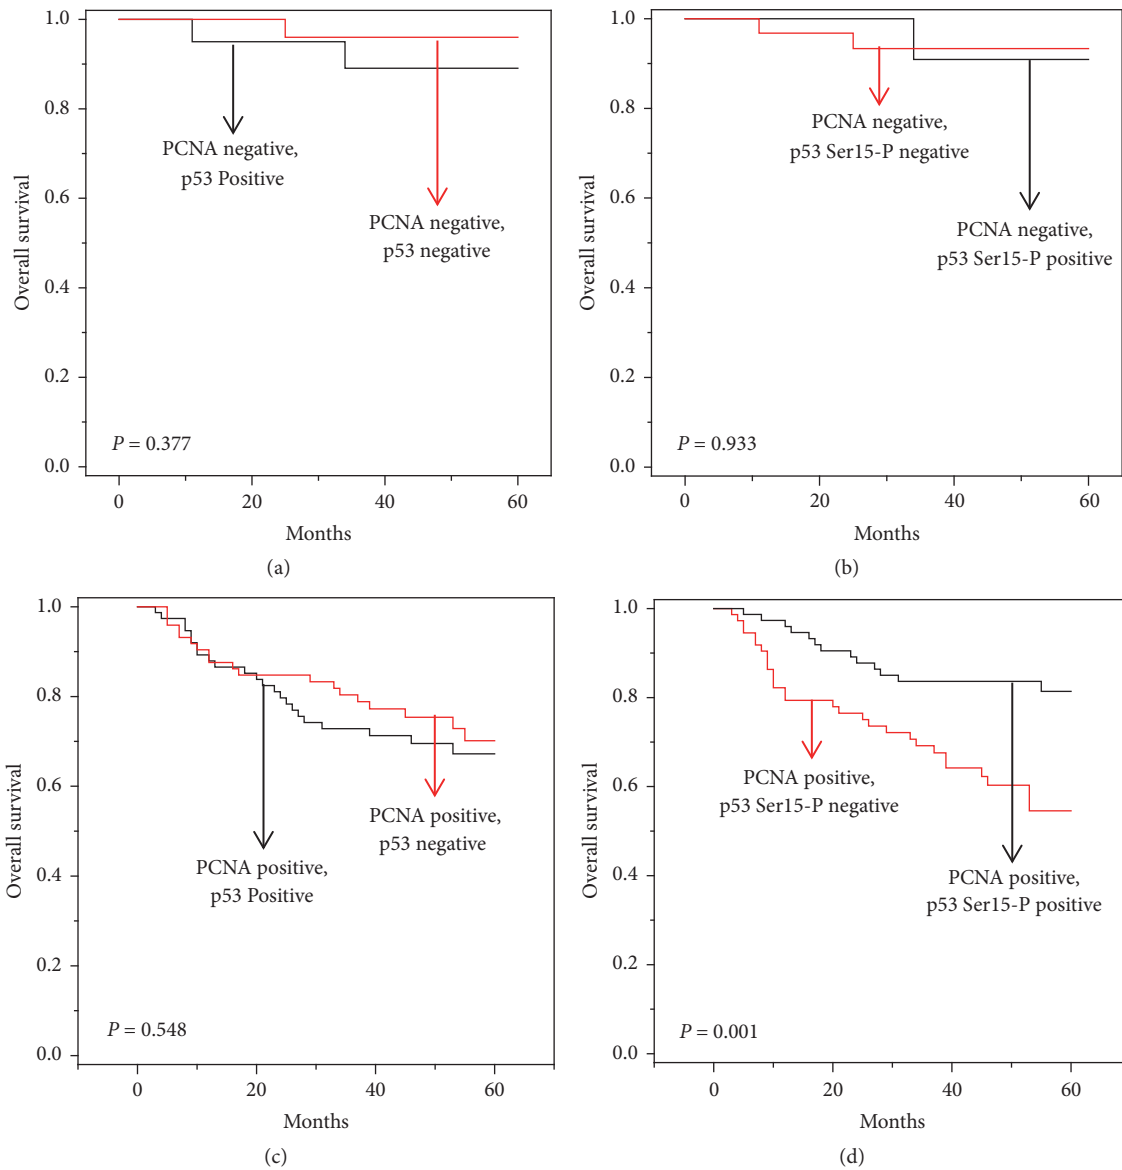 1.0
0.8
0.6
0.4
0.2
0.0
Overall survival
PCNA negative,
p53 Positive
PCNA negative,
p53 negative
P = 0.377
0 20 40 60
Months
(a)
1.0
0.8
0.6
0.4
0.2
0.0
Overall survival
PCNA negative,
p53 Ser15-P negative
PCNA negative,
p53 Ser15-P positive
P = 0.933
0 20 40 60
Months
(b)
1.0
0.8
0.6
0.4
0.2
0.0
Overall survival
PCNA positive,
p53 negative
PCNA positive,
p53 Positive
P = 0.548
0 20 40 60
Months
(c)
1.0
0.8
0.6
0.4
0.2
0.0
Overall survival
PCNA positive,
p53 Ser15-P negative
PCNA positive,
p53 Ser15-P positive
P = 0.001
0 20 40 60
Months
(d)